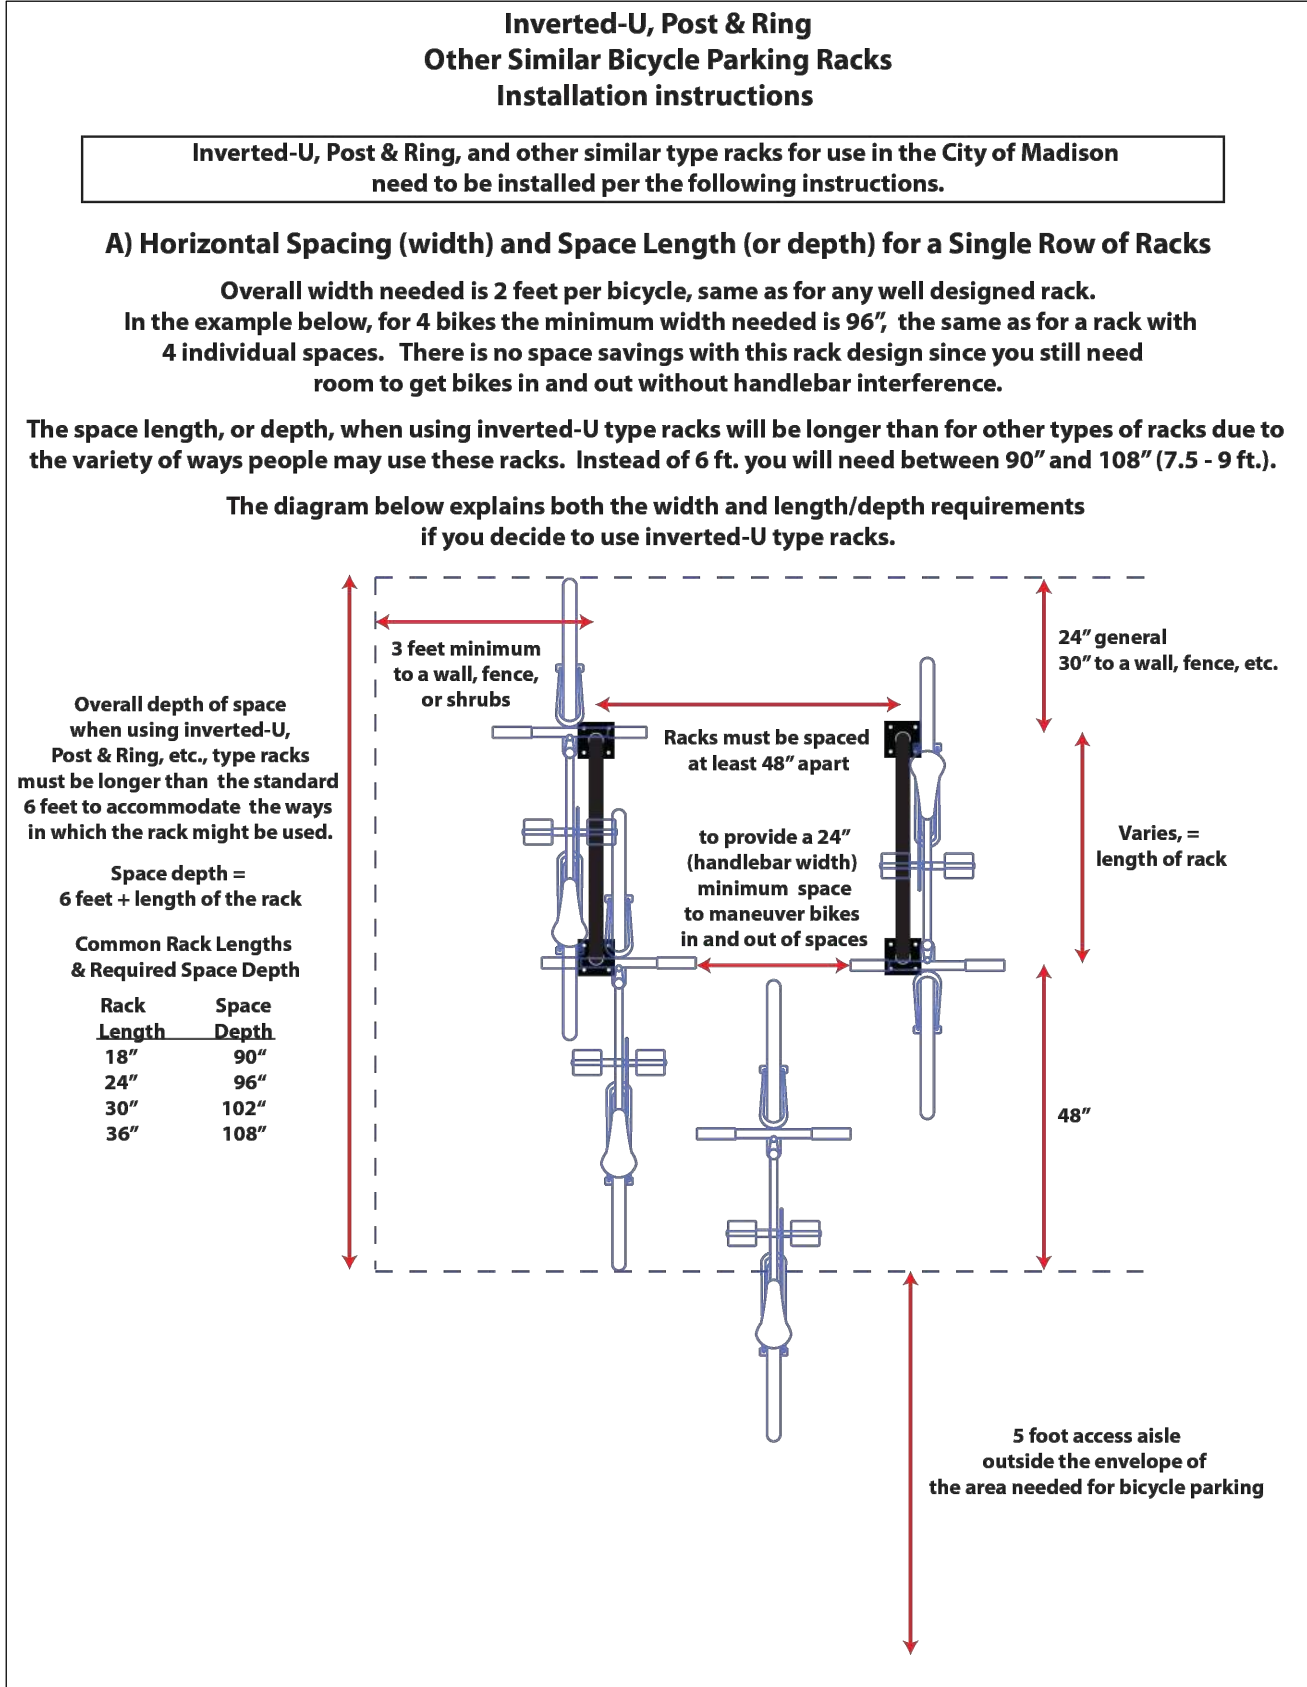 Inverted-U, Post & Ring
Other Similar Bicycle Parking Racks
Installation instructions
Inverted-U, Post & Ring, and other similar type racks for use in the City of Madison
need to be installed per the following instructions.
A) Horizontal Spacing (width) and Space Length (or depth) for a Single Row of Racks
Overall width needed is 2 feet per bicycle, same as for any well designed rack.
In the example below, for 4 bikes the minimum width needed is 96”, the same as for a rack with
4 individual spaces. There is no space savings with this rack design since you still need
room to get bikes in and out without handlebar interference.
The space length, or depth, when using inverted-U type racks will be longer than for other types of racks due to
the variety of ways people may use these racks. Instead of 6 ft. you will need between 90” and 108” (7.5 - 9 ft.).
The diagram below explains both the width and length/depth requirements
if you decide to use inverted-U type racks.
3 feet minimum
to a wall, fence,
or shrubs
24” general
30” to a wall, fence, etc.
Overall depth of space
when using inverted-U,
Post & Ring, etc., type racks
must be longer than the standard
6 feet to accommodate the ways
in which the rack might be used.
Space depth =
6 feet + length of the rack
Common Rack Lengths
& Required Space Depth
Rack Space
Length Depth
18” 90“
24” 96“
30” 102“
36” 108”
Racks must be spaced
at least 48” apart
to provide a 24”
(handlebar width)
minimum space
to maneuver bikes
in and out of spaces
Varies, =
length of rack
48”
5 foot access aisle
outside the envelope of
the area needed for bicycle parking